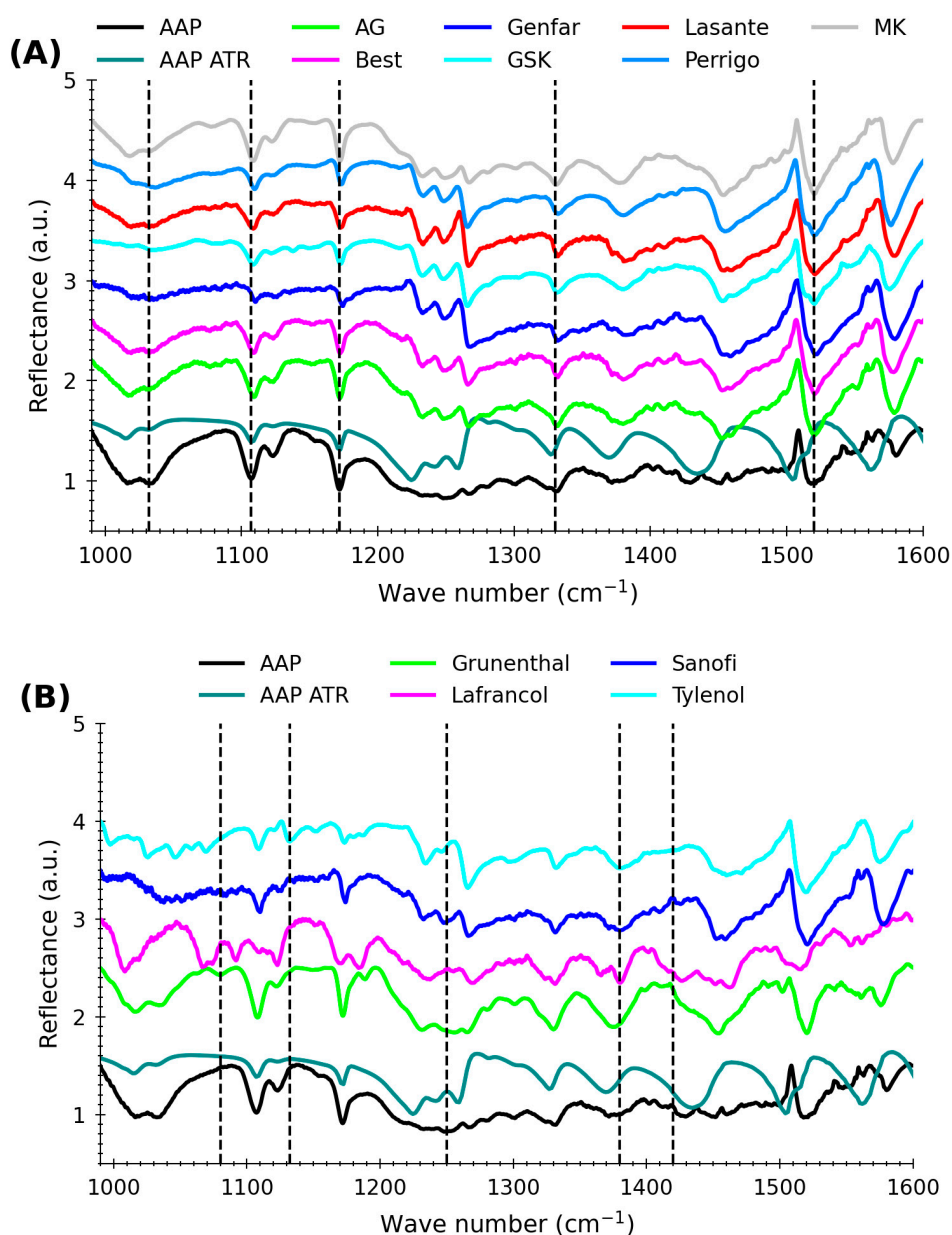 (A)
AAP AG Genfar Lasante MK
AAP ATR Best GSK Perrigo
5
4
3
2
1
Reflectance (a.u.)
1000 1100 1200 1300 1400 1500 1600
Wave number (cm⁻¹)
(B)
AAP Grunenthal Sanofi
AAP ATR Lafrancol Tylenol
5
4
3
2
1
Reflectance (a.u.)
1000 1100 1200 1300 1400 1500 1600
Wave number (cm⁻¹)